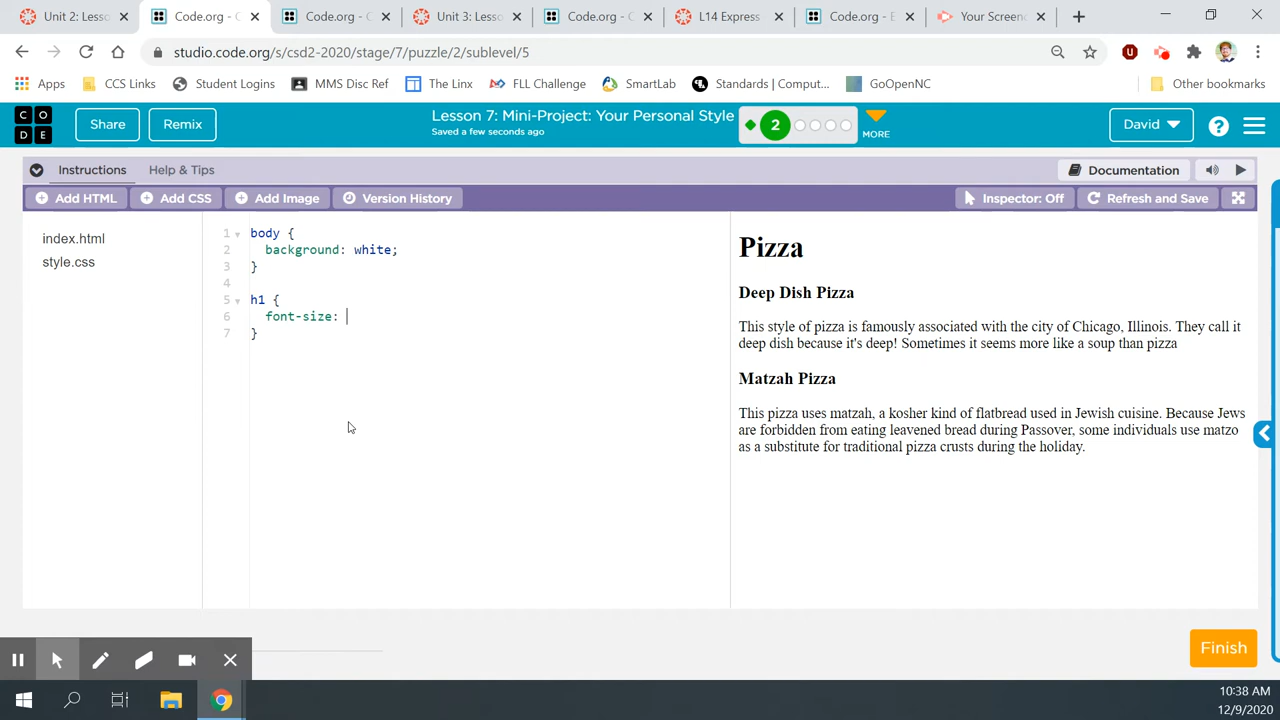 Unit 2: Lesso
Code.org - C
Code.org - C
Unit 3: Lesso
Code.org - C
L14 Express
Code.org - E
Your Screenc
studio.code.org/s/csd2-2020/stage/7/puzzle/2/sublevel/5
Apps
CCS Links
Student Logins
MMS Disc Ref
The Linx
FLL Challenge
SmartLab
Standards | Comput...
GoOpenNC
Other bookmarks
C O
D E
Share
Remix
Lesson 7: Mini-Project: Your Personal Style
Saved a few seconds ago
2
MORE
David
Instructions
Help & Tips
Documentation
Add HTML
Add CSS
Add Image
Version History
Inspector: Off
Refresh and Save
index.html
style.css
1 body {
2 background: white;
3 }
4
5 h1 {
6 font-size:
7 }
Pizza
Deep Dish Pizza
This style of pizza is famously associated with the city of Chicago, Illinois. They call it
deep dish because it's deep! Sometimes it seems more like a soup than pizza
Matzah Pizza
This pizza uses matzah, a kosher kind of flatbread used in Jewish cuisine. Because Jews
are forbidden from eating leavened bread during Passover, some individuals use matzo
as a substitute for traditional pizza crusts during the holiday.
Finish
10:38 AM
12/9/2020